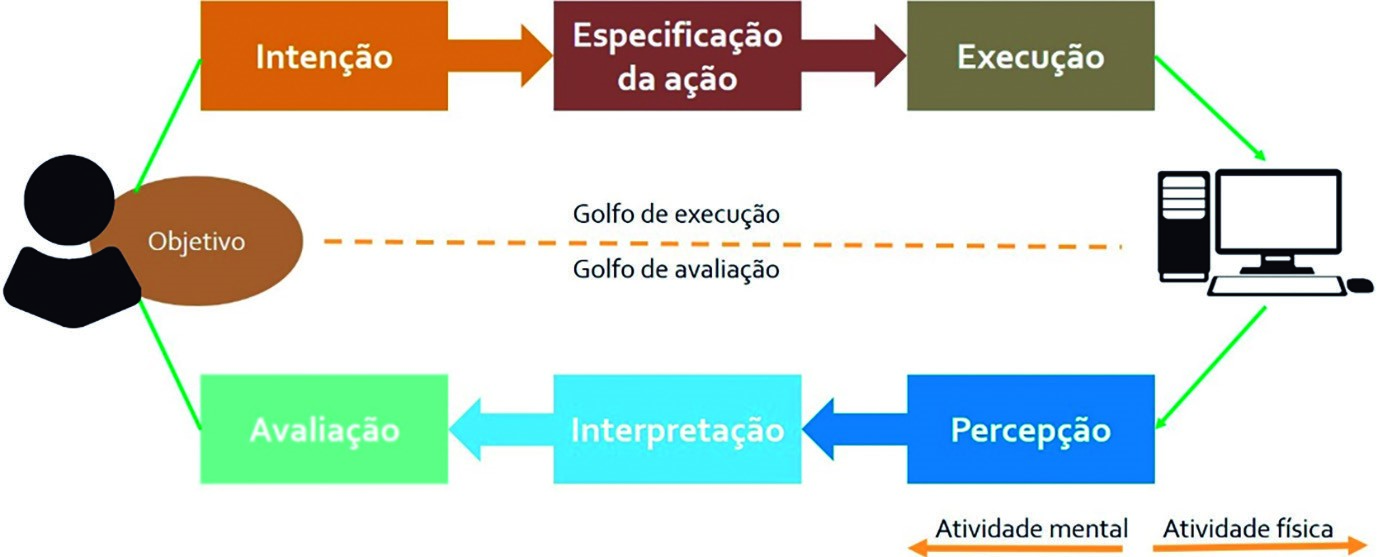 Intenção
Especificação
da ação
Execução
Objetivo
Golfo de execução
Golfo de avaliação
Avaliação
Interpretação
Percepção
Atividade mental
Atividade física